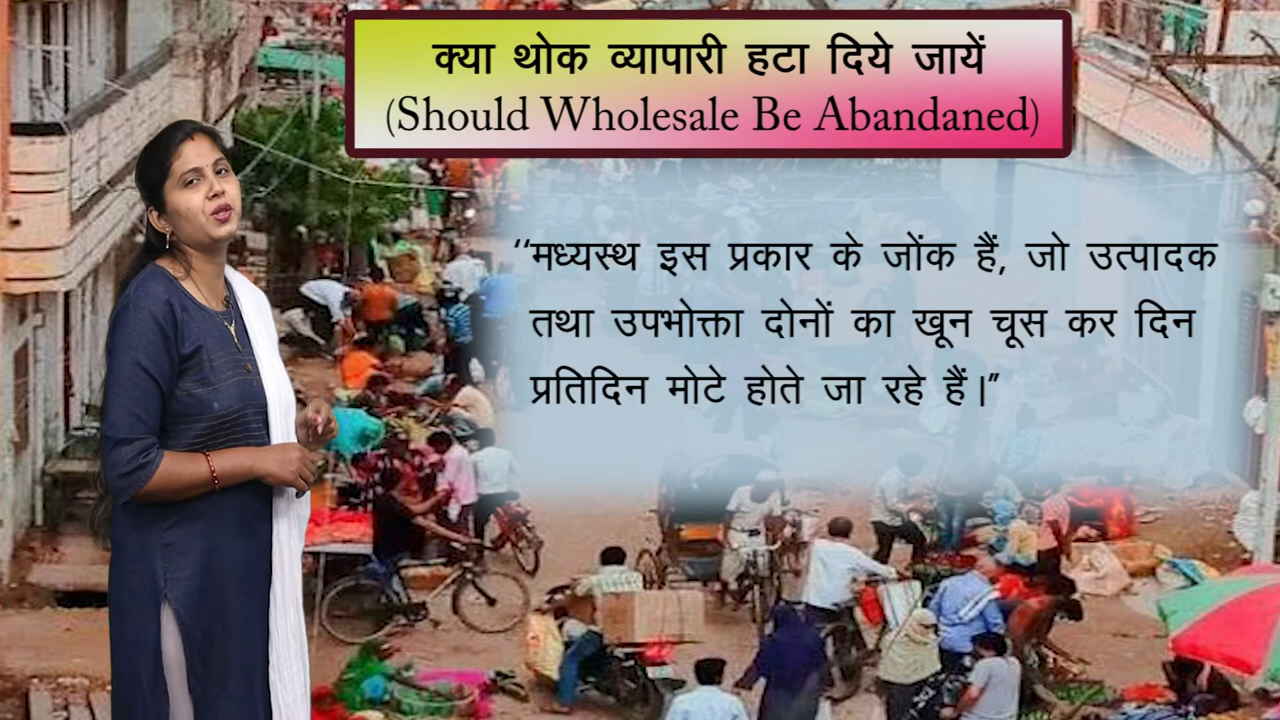 क्या थोक व्यापारी हटा दिये जायें
(Should Wholesale Be Abandaned)
‘‘मध्यस्थ इस प्रकार के जोंक हैं, जो उत्पादक
तथा उपभोक्ता दोनों का खून चूस कर दिन
प्रतिदिन मोटे होते जा रहे हैं।’’